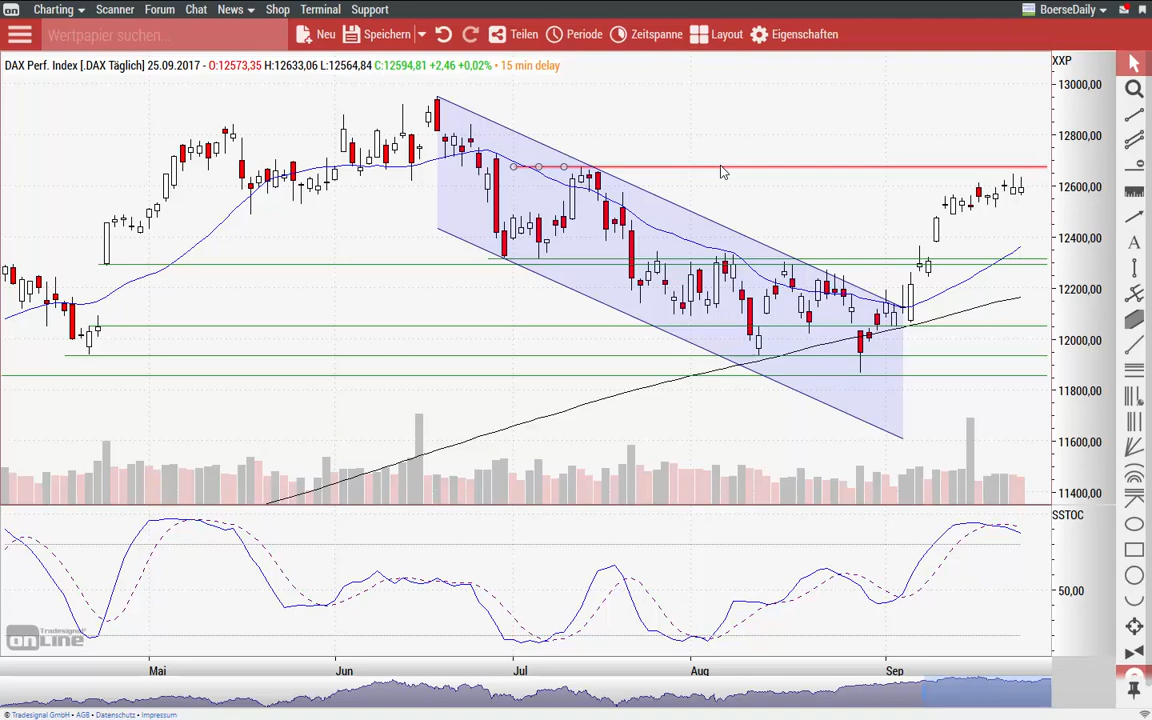 on Charting Scanner Forum Chat News Shop Terminal Support BoerseDaily
Wertpapier suchen... Neu Speichern Teilen Periode Zeitspanne Layout Eigenschaften
DAX Perf. Index [.DAX Täglich] 25.09.2017 - O:12573,35 H:12633,06 L:12564,84 C:12594,81 +2,46 +0,02% • 15 min delay
XXP
13000,00
12800,00
12600,00
12400,00
12200,00
12000,00
11800,00
11600,00
11400,00
SSTOC
50,00
Tradesignal
onLINE
Mai Jun Jul Aug Sep
© Tradesignal GmbH • AGB • Datenschutz • Impressum
A